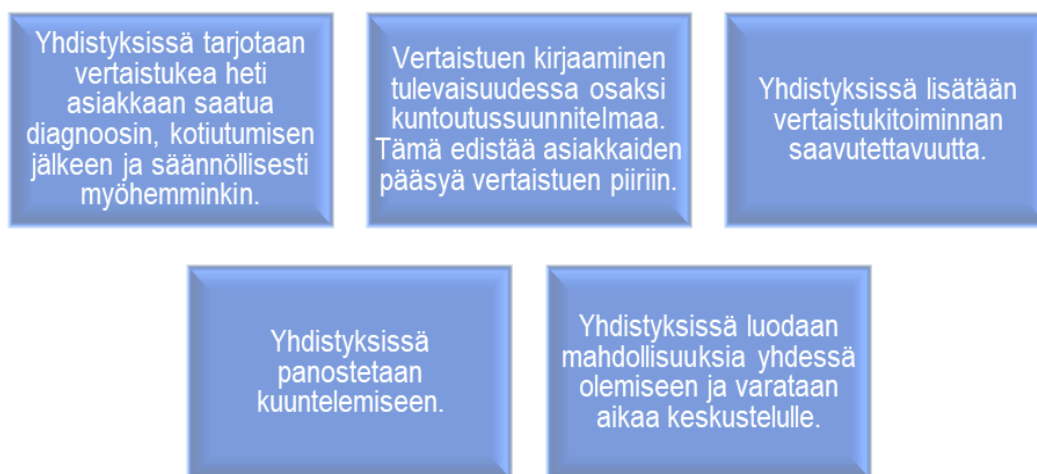 Yhdistyksissä tarjotaan
vertaistukea heti
asiakkaan saatua
diagnoosin, kotiutumisen
jälkeen ja säännöllisesti
myöhemminkin.
Vertaistuen kirjaaminen
tulevaisuudessa osaksi
kuntoutussuunnitelmaa.
Tämä edistää asiakkaiden
pääsyä vertaistuen piiriin.
Yhdistyksissä lisätään
vertaistukitoiminnan
saavutettavuutta.
Yhdistyksissä
panostetaan
kuuntelemiseen.
Yhdistyksissä luodaan
mahdollisuuksia yhdessä
olemiseen ja varataan
aikaa keskustelulle.